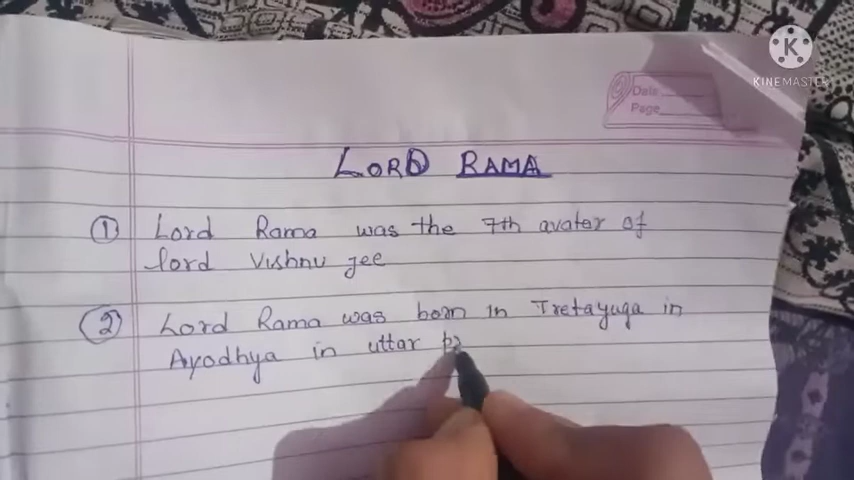 K
KINEMASTER
Date
Page
LORD RAMA
1 Lord Rama was the 7th avater of
lord Vishnu jee
2 Lord Rama was born in Tretayuga in
Ayodhya in uttar